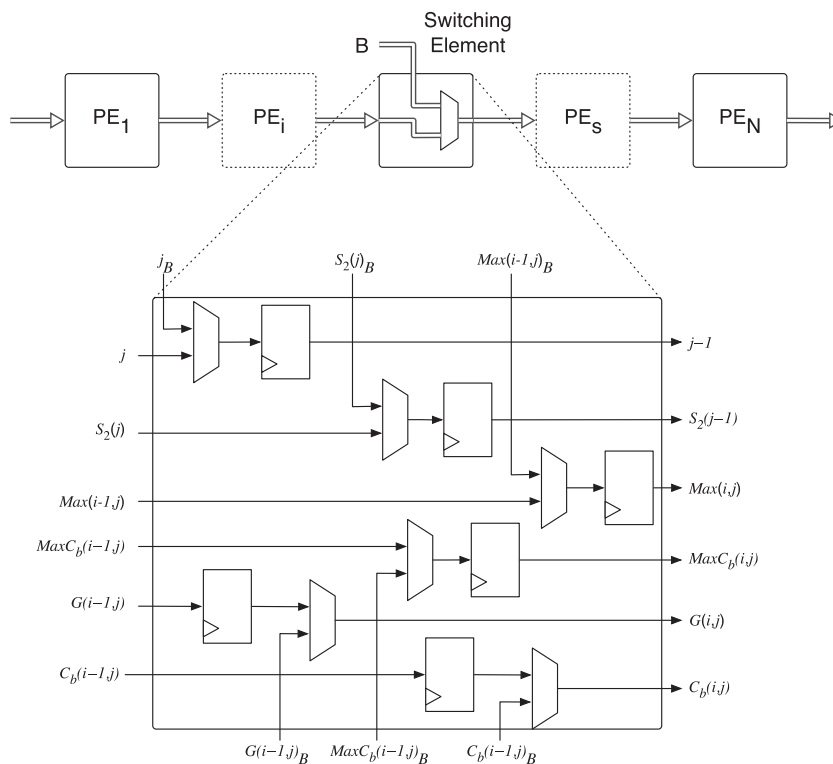 Switching
Element
B
PE1
PEi
PEs
PEN
jB
S2(j)B
Max(i-1,j)B
j
j−1
S2(j)
S2(j−1)
Max(i-1,j)
Max(i,j)
MaxCb(i−1,j)
MaxCb(i,j)
G(i−1,j)
G(i,j)
Cb(i−1,j)
Cb(i,j)
G(i−1,j)B
MaxCb(i−1,j)B
Cb(i−1,j)B